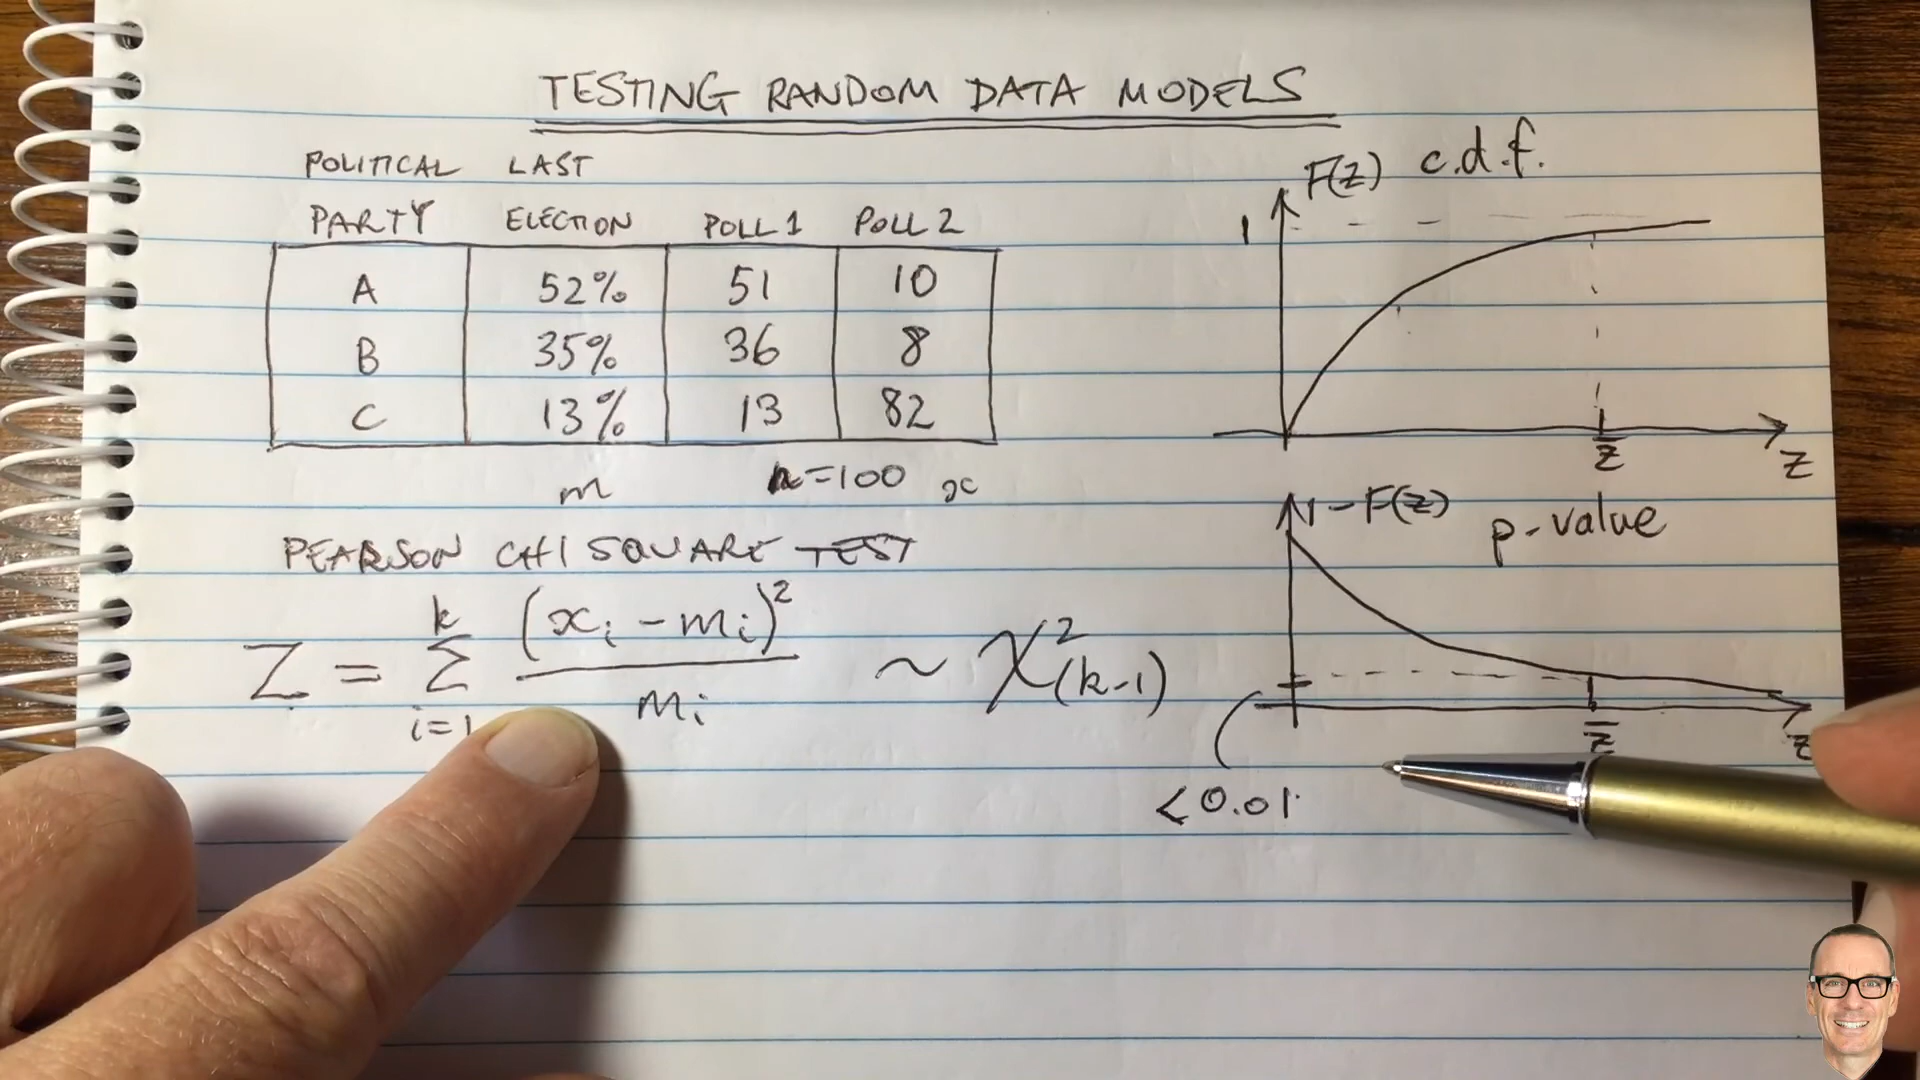 TESTING RANDOM DATA MODELS
POLITICAL LAST
PARTY ELECTION POLL 1 POLL 2
A 52% 51 10
B 35% 36 8
C 13% 13 82
m n=100 x
PEARSON CHI SQUARE TEST
Z = k Σ i=1 (xi - mi)² / mi ~ χ²(k-1)
F(z) c.d.f.
1
z̅ z
1-F(z) p-value
z̅ z
<0.01